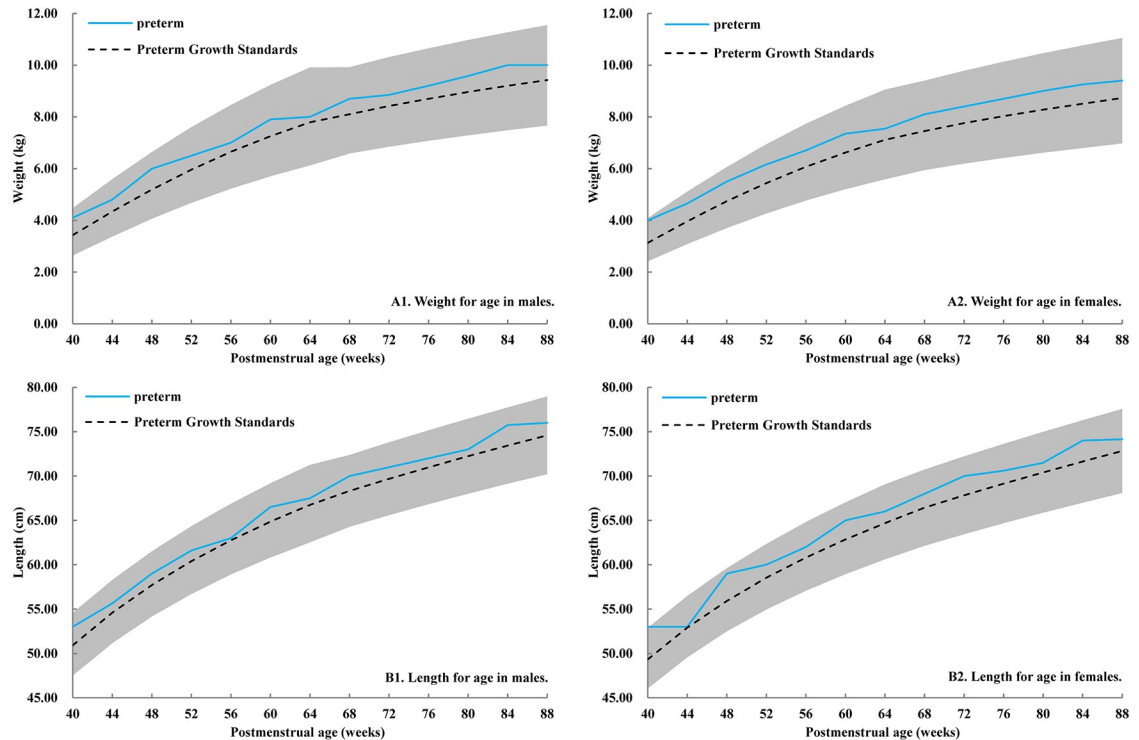 12.00
10.00
8.00
6.00
4.00
2.00
0.00
Weight (kg)
preterm
Preterm Growth Standards
A1. Weight for age in males.
40 44 48 52 56 60 64 68 72 76 80 84 88
Postmenstrual age (weeks)
12.00
10.00
8.00
6.00
4.00
2.00
0.00
Weight (kg)
preterm
Preterm Growth Standards
A2. Weight for age in females.
40 44 48 52 56 60 64 68 72 76 80 84 88
Postmenstrual age (weeks)
80.00
75.00
70.00
65.00
60.00
55.00
50.00
45.00
Length (cm)
preterm
Preterm Growth Standards
B1. Length for age in males.
40 44 48 52 56 60 64 68 72 76 80 84 88
Postmenstrual age (weeks)
80.00
75.00
70.00
65.00
60.00
55.00
50.00
45.00
Length (cm)
preterm
Preterm Growth Standards
B2. Length for age in females.
40 44 48 52 56 60 64 68 72 76 80 84 88
Postmenstrual age (weeks)